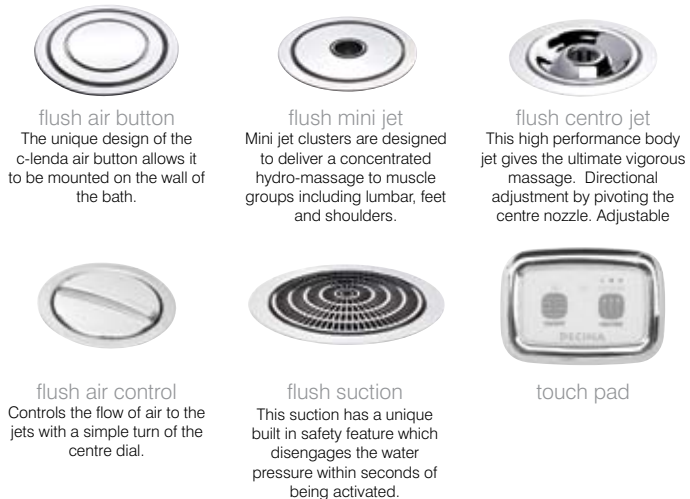 flush air button
The unique design of the
c-lenda air button allows it
to be mounted on the wall of
the bath.
flush mini jet
Mini jet clusters are designed
to deliver a concentrated
hydro-massage to muscle
groups including lumbar, feet
and shoulders.
flush centro jet
This high performance body
jet gives the ultimate vigorous
massage.  Directional
adjustment by pivoting the
centre nozzle. Adjustable
flush air control
Controls the flow of air to the
jets with a simple turn of the
centre dial.
flush suction
This suction has a unique
built in safety feature which
disengages the water
pressure within seconds of
being activated.
DECINA
touch pad